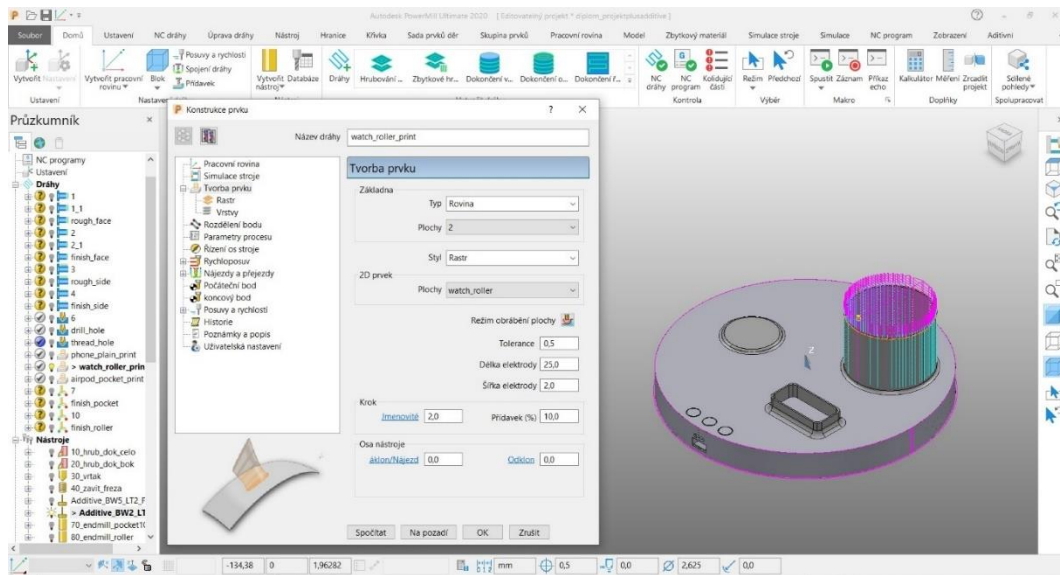 Autodesk PowerMill Ultimate 2020 [Editovatelný projekt * diplom_projektplusadditive ]
Soubor Domů Ustavení NC dráhy Úprava dráhy Nástroj Hranice Křivka Sada prvků děr Skupina prvků Pracovní rovina Model Zbytkový materiál Simulace stroje Simulace NC program Zobrazení Aditivní
Posuvy a rychlosti
Spojení dráhy
Přídavek
Vytvořit Nastavení
Vytvořit pracovní rovinu
Blok
Vytvořit nástroj
Databáze
Dráhy
Hrubování ...
Zbytkové hr...
Dokončení v...
Dokončení o...
Dokončení f...
NC dráhy
NC program
Kolidující části
Režim
Předchozí
Spustit
Záznam
Příkaz echo
Kalkulátor
Měření
Zrcadlit projekt
Sdílené pohledy
Ustavení
Kontrola
Výběr
Makro
Doplňky
Spolupracovat
Průzkumník
NC programy
Ustavení
Dráhy
1
1_1
rough_face
2
2_1
finish_face
3
rough_side
4
finish_side
6
drill_hole
thread_hole
phone_plain_print
> watch_roller_prin
airpod_pocket_print
7
finish_pocket
10
finish_roller
Nástroje
10_hrub_dok_celo
20_hrub_dok_bok
30_vrtak
40_zavit_freza
Additive_BW5_LT2_F
> Additive_BW2_LT
70_endmill_pocket10
80_endmill_roller
Konstrukce prvku ? ×
Název dráhy watch_roller_print
Pracovní rovina
Simulace stroje
Tvorba prvku
Rastr
Vrstvy
Rozdělení bodu
Parametry procesu
Řízení os stroje
Rychloposuv
Nájezdy a přejezdy
Počáteční bod
koncový bod
Posuvy a rychlosti
Historie
Poznámky a popis
Uživatelská nastavení
Tvorba prvku
Základna
Typ Rovina
Plochy 2
Styl Rastr
2D prvek
Plochy watch_roller
Režim obrábění plochy
Tolerance 0,5
Délka elektrody 25,0
Šířka elektrody 2,0
Krok
Jmenovité 2,0 Přídavek (%) 10,0
Osa nástroje
áklon/Nájezd 0,0 Odklon 0,0
Spočítat Na pozadí OK Zrušit
Z
-134,38 0 1,96282 mm 0,5 0,0 2,625 0,0